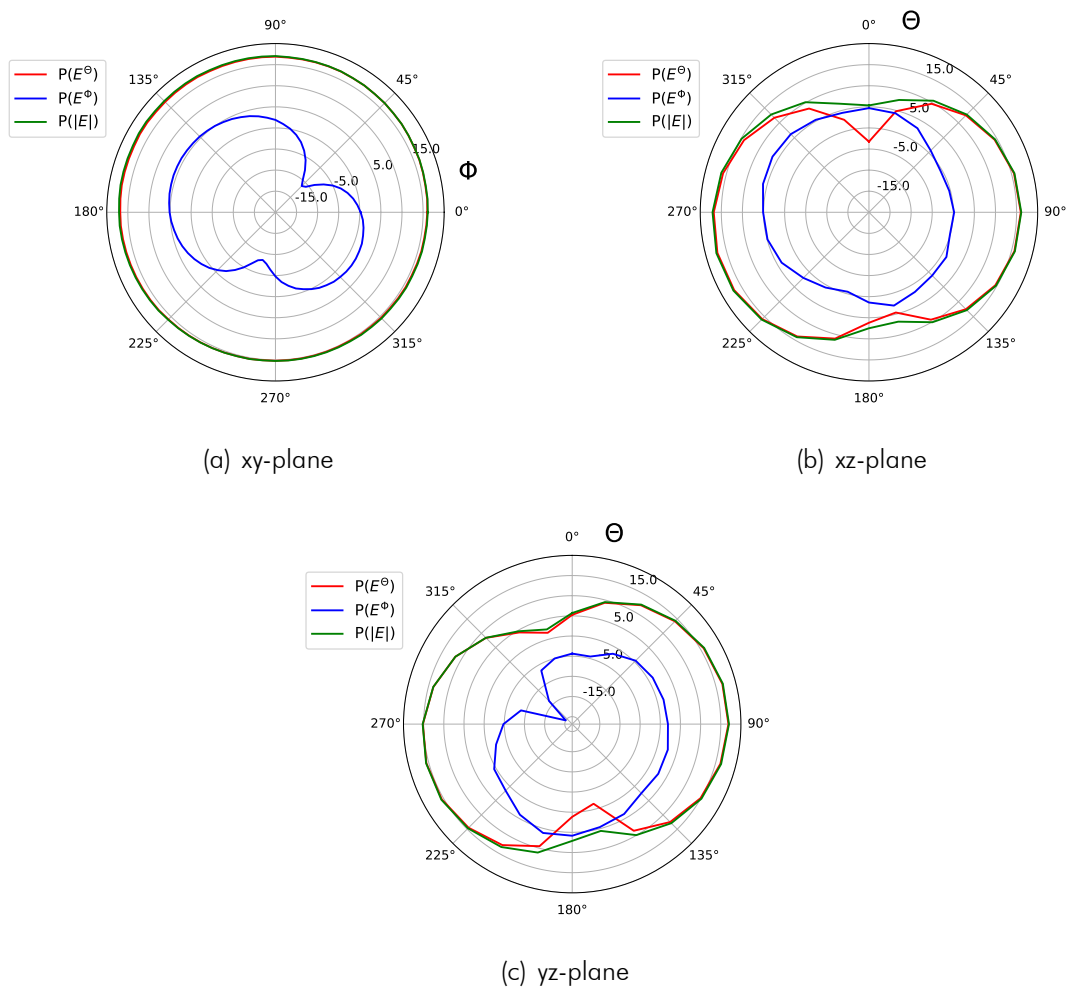 90°
135°
45°
P(E^Θ)
P(E^Φ)
P(|E|)
15.0
5.0
-5.0
-15.0
Φ
180°
0°
225°
315°
270°
(a) xy-plane
0° Θ
315°
45°
P(E^Θ)
P(E^Φ)
P(|E|)
15.0
5.0
-5.0
-15.0
270°
90°
225°
135°
180°
(b) xz-plane
0° Θ
315°
45°
P(E^Θ)
P(E^Φ)
P(|E|)
15.0
5.0
5.0
-15.0
270°
90°
225°
135°
180°
(c) yz-plane